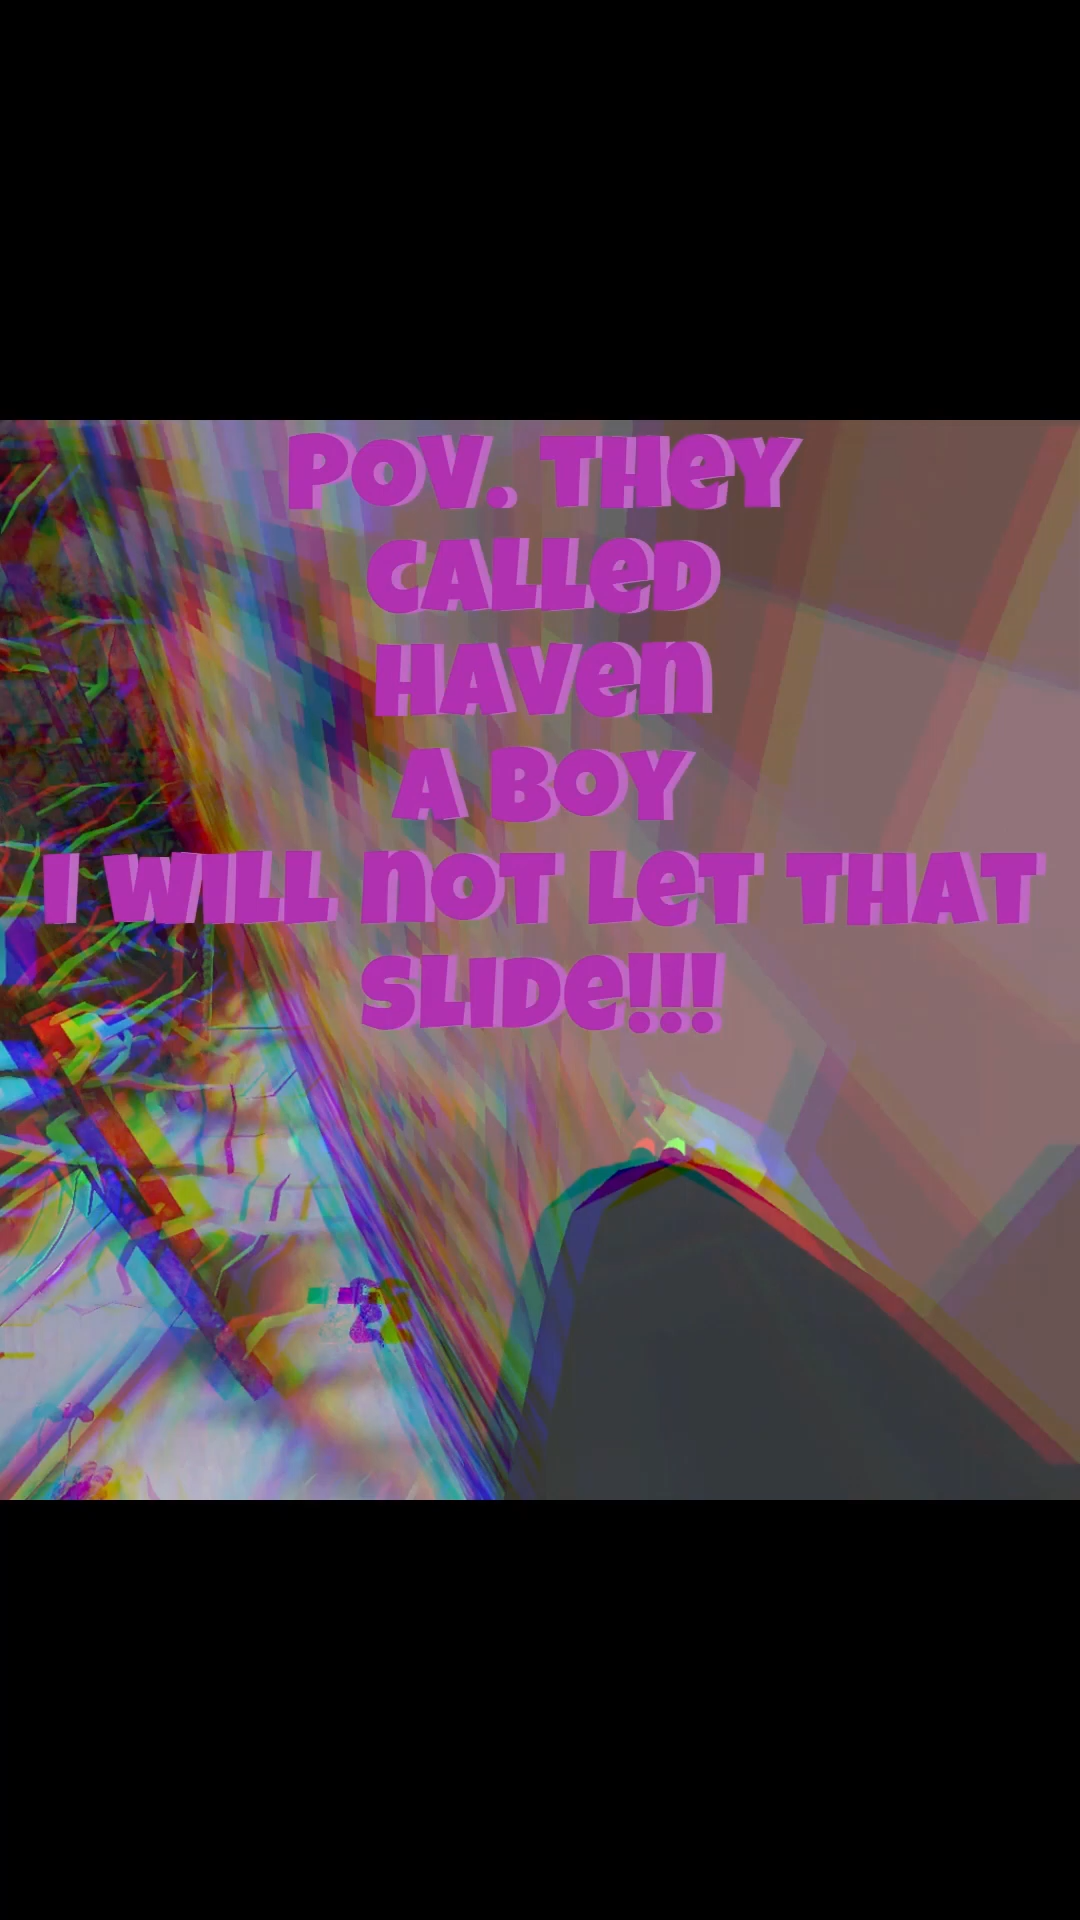 POV. THEY
CALLED
HAVEN
A BOY
I WILL NOT LET THAT
SLIDE!!!